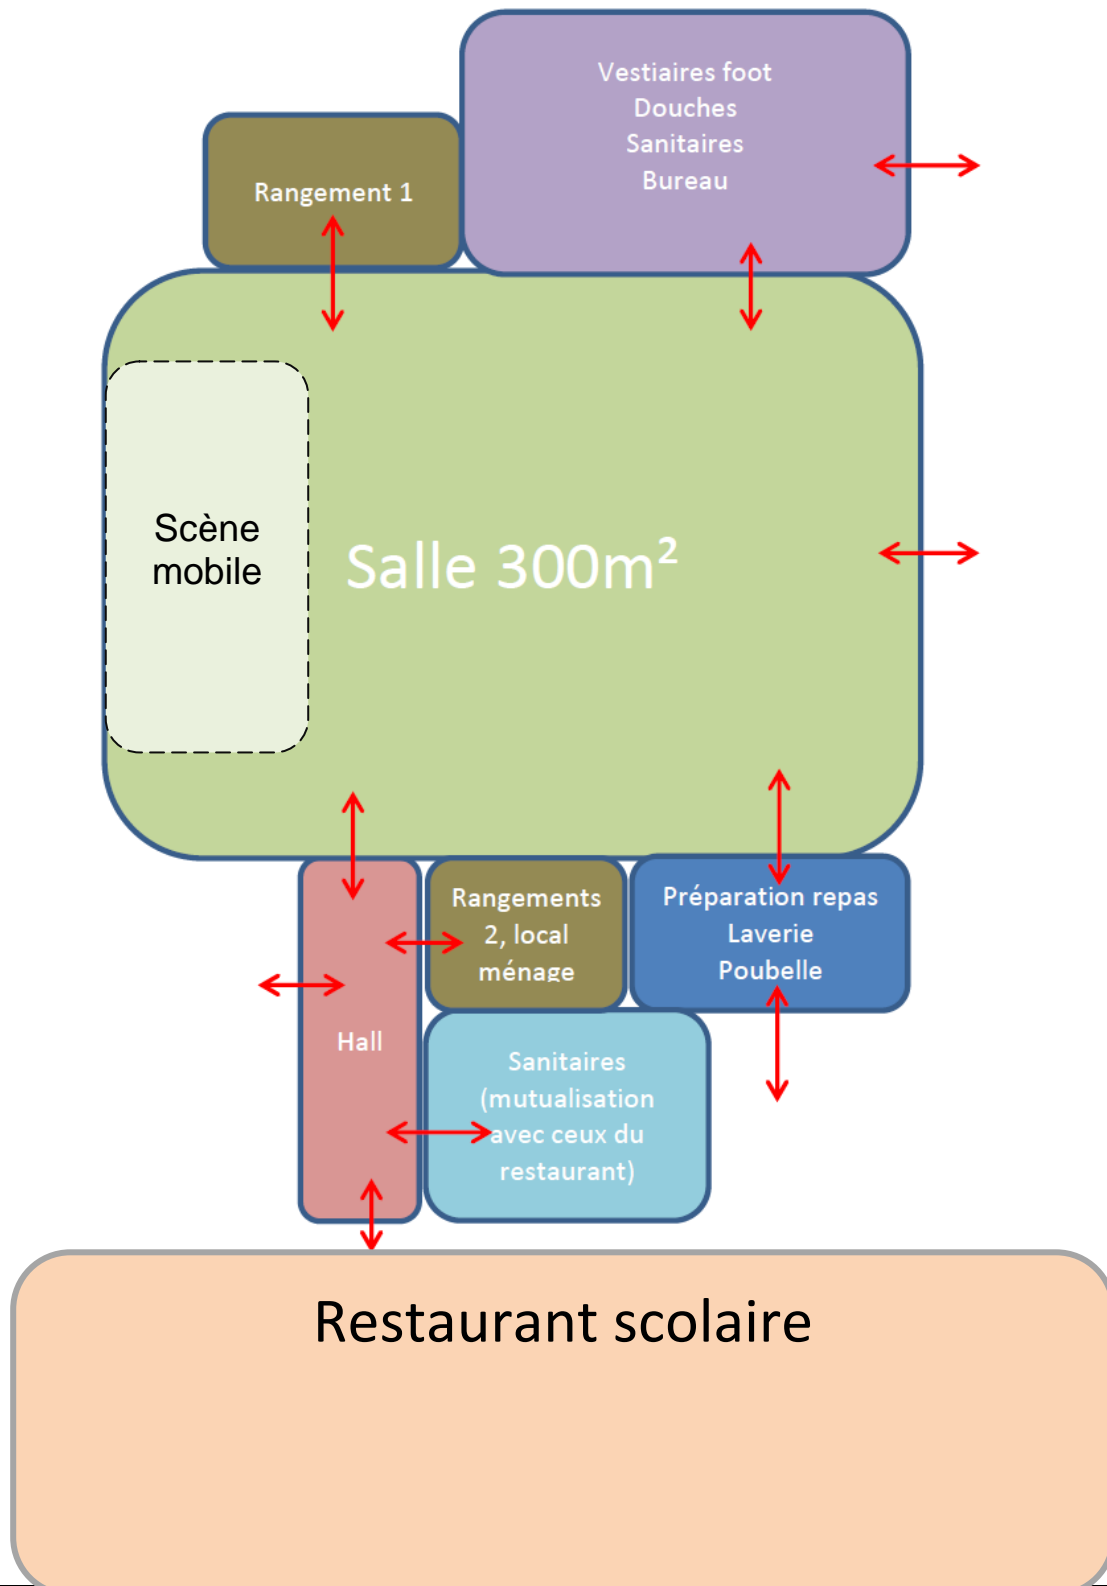 Vestiaires foot
Douches
Sanitaires
Bureau
Rangement 1
Scène
mobile
Salle 300m²
Rangements
2, local
ménage
Préparation repas
Laverie
Poubelle
Hall
Sanitaires
(mutualisation
avec ceux du
restaurant)
Restaurant scolaire